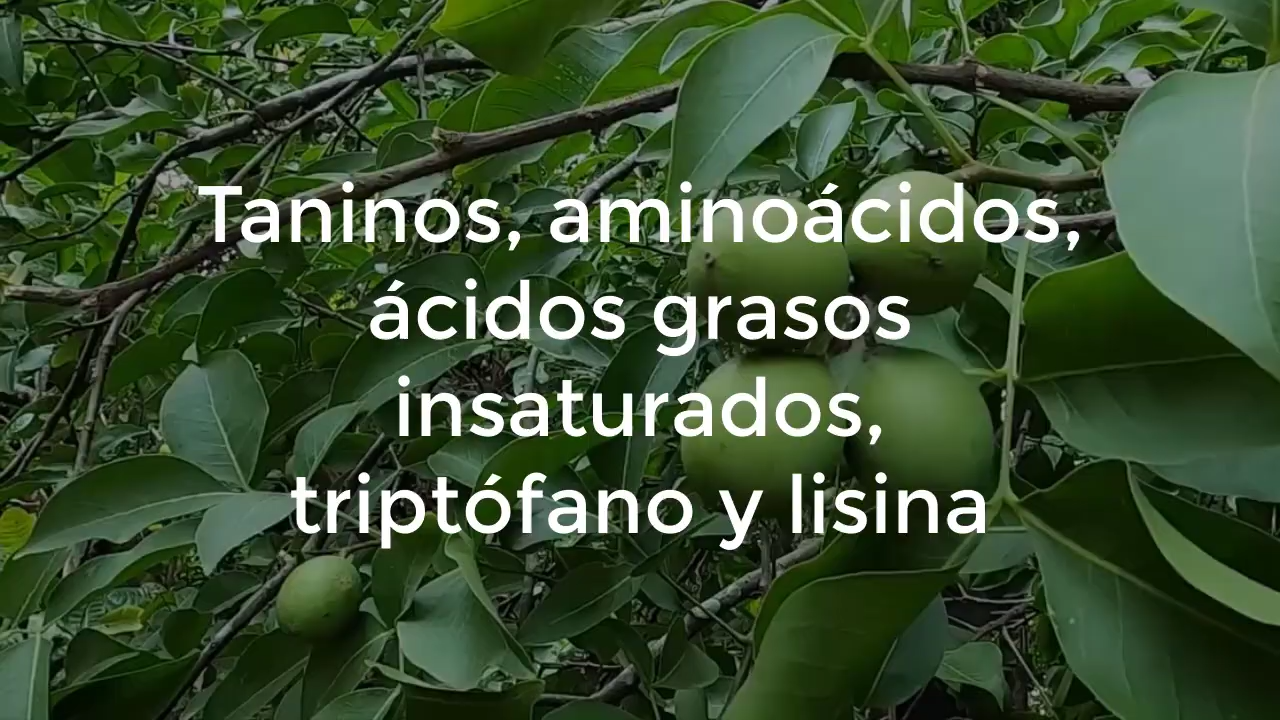 Taninos, aminoácidos,
ácidos grasos
insaturados,
triptófano y lisina